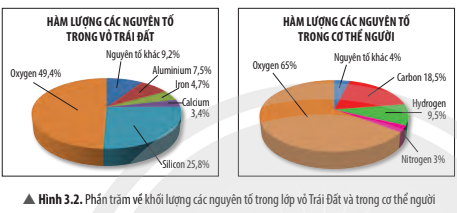 HÀM LƯỢNG CÁC NGUYÊN TỐ
TRONG VỎ TRÁI ĐẤT
Nguyên tố khác 9,2%
Oxygen 49,4%
Aluminium 7,5%
Iron 4,7%
Calcium
3,4%
Silicon 25,8%
HÀM LƯỢNG CÁC NGUYÊN TỐ
TRONG CƠ THỂ NGƯỜI
Nguyên tố khác 4%
Oxygen 65%
Carbon 18,5%
Hydrogen
9,5%
Nitrogen 3%
▲ Hình 3.2. Phần trăm về khối lượng các nguyên tố trong lớp vỏ Trái Đất và trong cơ thể người